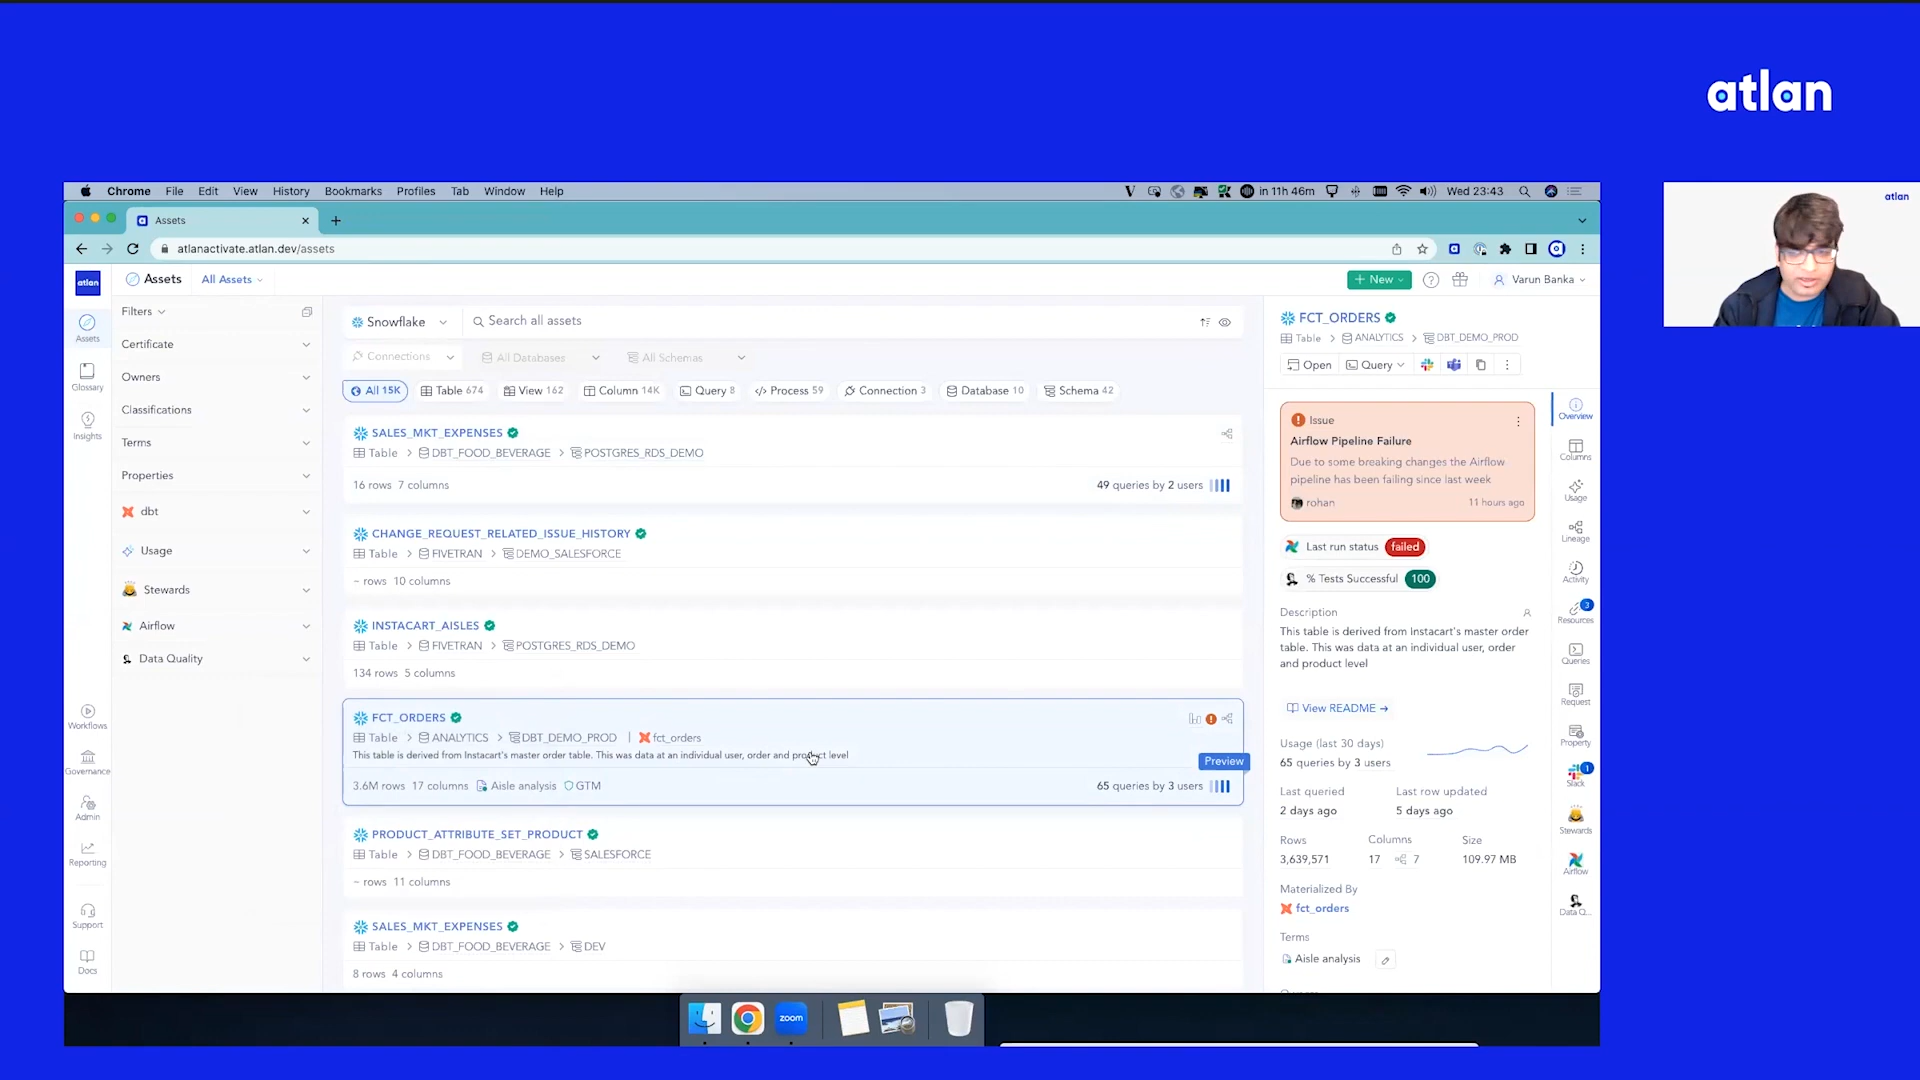 atlan
Chrome File Edit View History Bookmarks Profiles Tab Window Help
in 11h 46m Wed 23:43
Assets
atlanactivate.atlan.dev/assets
atlan
Assets All Assets
+ New
Varun Banka
atlan
Assets
Glossary
Insights
Workflows
Governance
Admin
Reporting
Support
Docs
Filters
Certificate
Owners
Classifications
Terms
Properties
dbt
Usage
Stewards
Airflow
Data Quality
Snowflake Search all assets
Connections All Databases All Schemas
All 15K Table 674 View 162 Column 14K Query 8 </> Process 59 Connection 3 Database 10 Schema 42
SALES_MKT_EXPENSES
Table > DBT_FOOD_BEVERAGE > POSTGRES_RDS_DEMO
16 rows 7 columns 49 queries by 2 users
CHANGE_REQUEST_RELATED_ISSUE_HISTORY
Table > FIVETRAN > DEMO_SALESFORCE
~ rows 10 columns
INSTACART_AISLES
Table > FIVETRAN > POSTGRES_RDS_DEMO
134 rows 5 columns
FCT_ORDERS
Table > ANALYTICS > DBT_DEMO_PROD | fct_orders
This table is derived from Instacart's master order table. This was data at an individual user, order and product level
Preview
3.6M rows 17 columns Aisle analysis GTM 65 queries by 3 users
PRODUCT_ATTRIBUTE_SET_PRODUCT
Table > DBT_FOOD_BEVERAGE > SALESFORCE
~ rows 11 columns
SALES_MKT_EXPENSES
Table > DBT_FOOD_BEVERAGE > DEV
8 rows 4 columns
FCT_ORDERS
Table > ANALYTICS > DBT_DEMO_PROD
Open Query
Issue
Airflow Pipeline Failure
Due to some breaking changes the Airflow
pipeline has been failing since last week
rohan 11 hours ago
Last run status failed
% Tests Successful 100
Description
This table is derived from Instacart's master order
table. This was data at an individual user, order
and product level
View README →
Usage (last 30 days)
65 queries by 3 users
Last queried Last row updated
2 days ago 5 days ago
Rows Columns Size
3,639,571 17 7 109.97 MB
Materialized By
fct_orders
Terms
Aisle analysis
Overview
Columns
Usage
Lineage
Activity
3
Resources
Queries
Request
Property
1
Slack
Stewards
Airflow
Data Q...
zoom